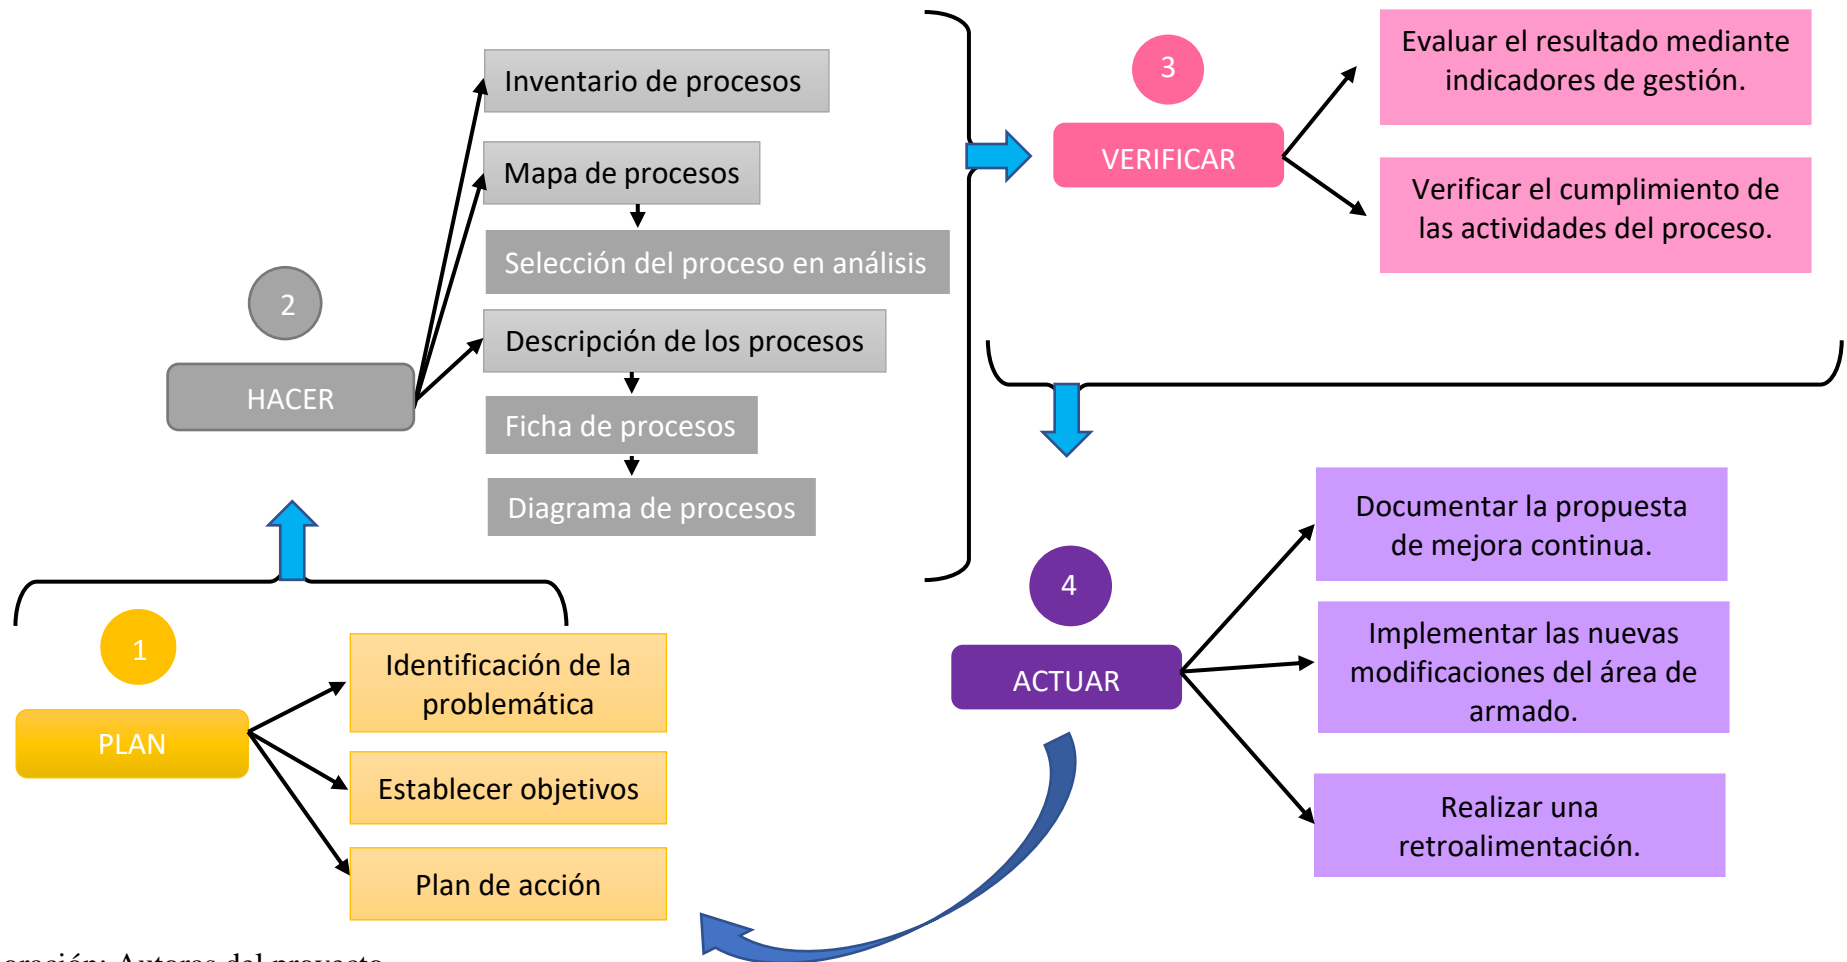 1
PLAN
Identificación de la
problemática
Establecer objetivos
Plan de acción
2
HACER
Inventario de procesos
Mapa de procesos
Selección del proceso en análisis
Descripción de los procesos
Ficha de procesos
Diagrama de procesos
3
VERIFICAR
Evaluar el resultado mediante
indicadores de gestión.
Verificar el cumplimiento de
las actividades del proceso.
4
ACTUAR
Documentar la propuesta
de mejora continua.
Implementar las nuevas
modificaciones del área de
armado.
Realizar una
retroalimentación.